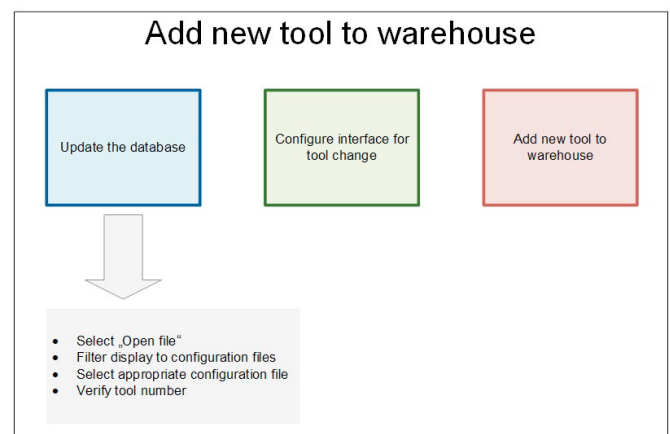 Add new tool to warehouse
Update the database
Configure interface for
tool change
Add new tool to
warehouse
Select „Open file“
Filter display to configuration files
Select appropriate configuration file
Verify tool number